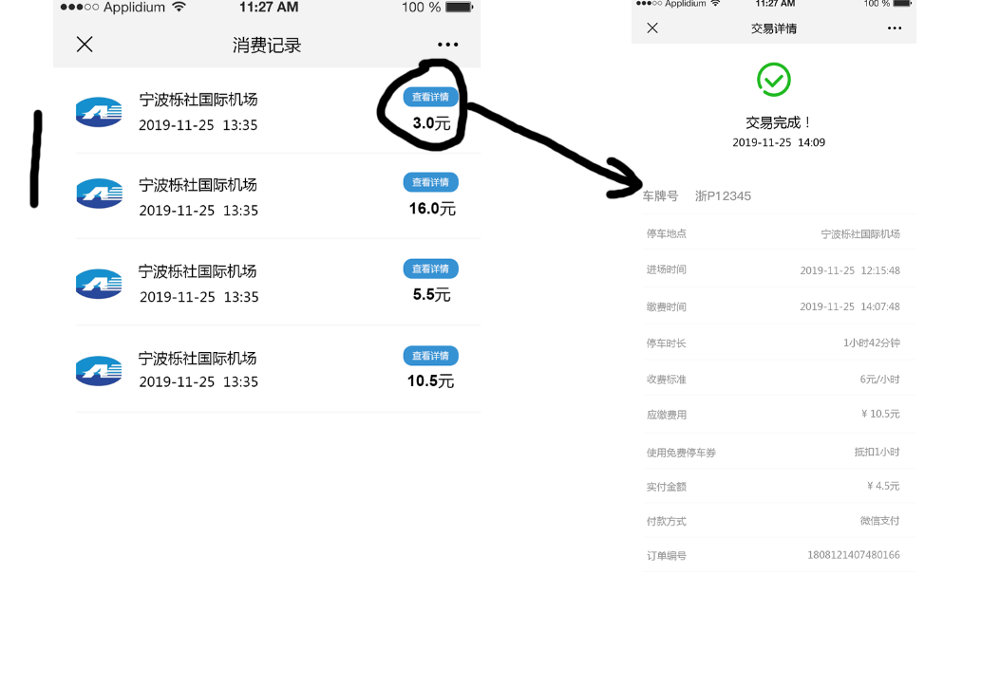 Applidium 11:27 AM 100 %
消费记录
宁波栎社国际机场 查看详情
2019-11-25 13:35 3.0元
宁波栎社国际机场 查看详情
2019-11-25 13:35 16.0元
宁波栎社国际机场 查看详情
2019-11-25 13:35 5.5元
宁波栎社国际机场 查看详情
2019-11-25 13:35 10.5元
Applidium 11:27 AM 100 %
交易详情
交易完成！
2019-11-25 14:09
车牌号 浙P12345
停车地点 宁波栎社国际机场
进场时间 2019-11-25 12:15:48
缴费时间 2019-11-25 14:07:48
停车时长 1小时42分钟
收费标准 6元/小时
应缴费用 ¥ 10.5元
使用免费停车券 抵扣1小时
实付金额 ¥ 4.5元
付款方式 微信支付
订单编号 1808121407480166